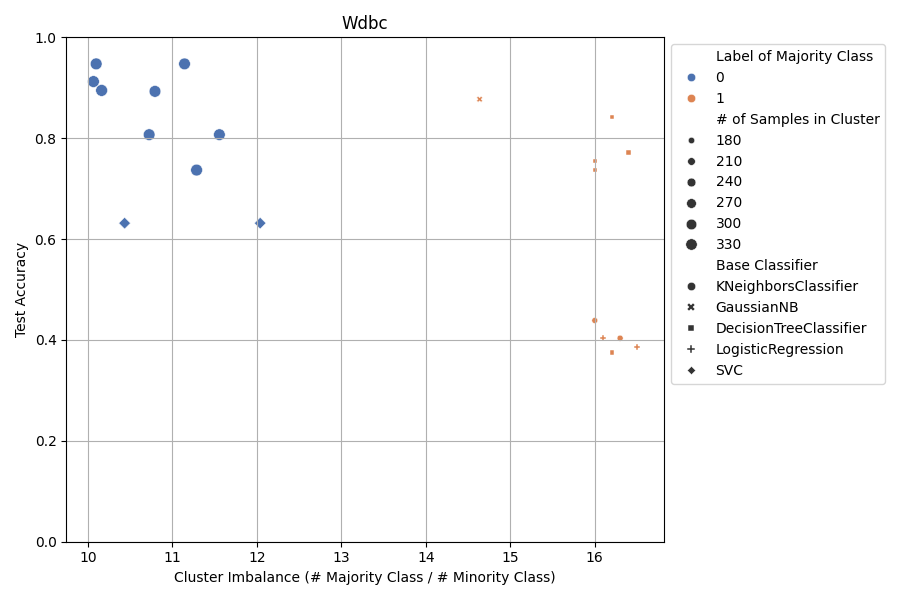 Wdbc
Test Accuracy
1.0
0.8
0.6
0.4
0.2
0.0
10 11 12 13 14 15 16
Cluster Imbalance (# Majority Class / # Minority Class)
Label of Majority Class
0
1
# of Samples in Cluster
180
210
240
270
300
330
Base Classifier
KNeighborsClassifier
GaussianNB
DecisionTreeClassifier
LogisticRegression
SVC